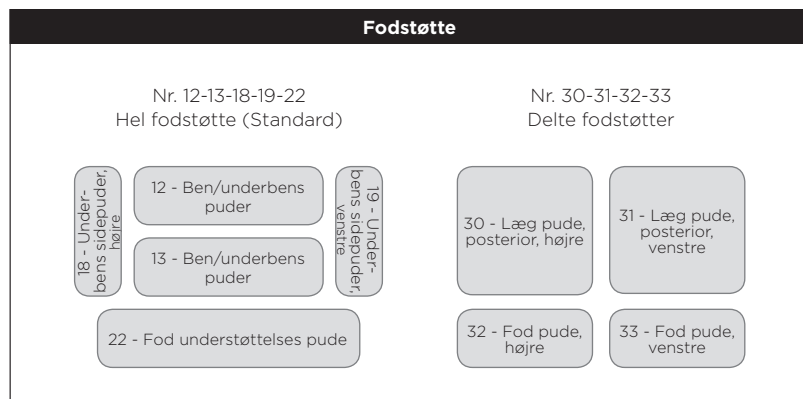 Fodstøtte
Nr. 12-13-18-19-22
Hel fodstøtte (Standard)
18 - Under-
bens sidepuder,
højre
12 - Ben/underbens
puder
13 - Ben/underbens
puder
19 - Under-
bens sidepuder,
venstre
22 - Fod understøttelses pude
Nr. 30-31-32-33
Delte fodstøtter
30 - Læg pude,
posterior, højre
31 - Læg pude,
posterior,
venstre
32 - Fod pude,
højre
33 - Fod pude,
venstre